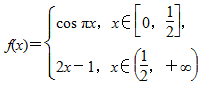 f(x)={cos πx, x∈[0, 1/2],
2x−1, x∈(1/2, +∞)